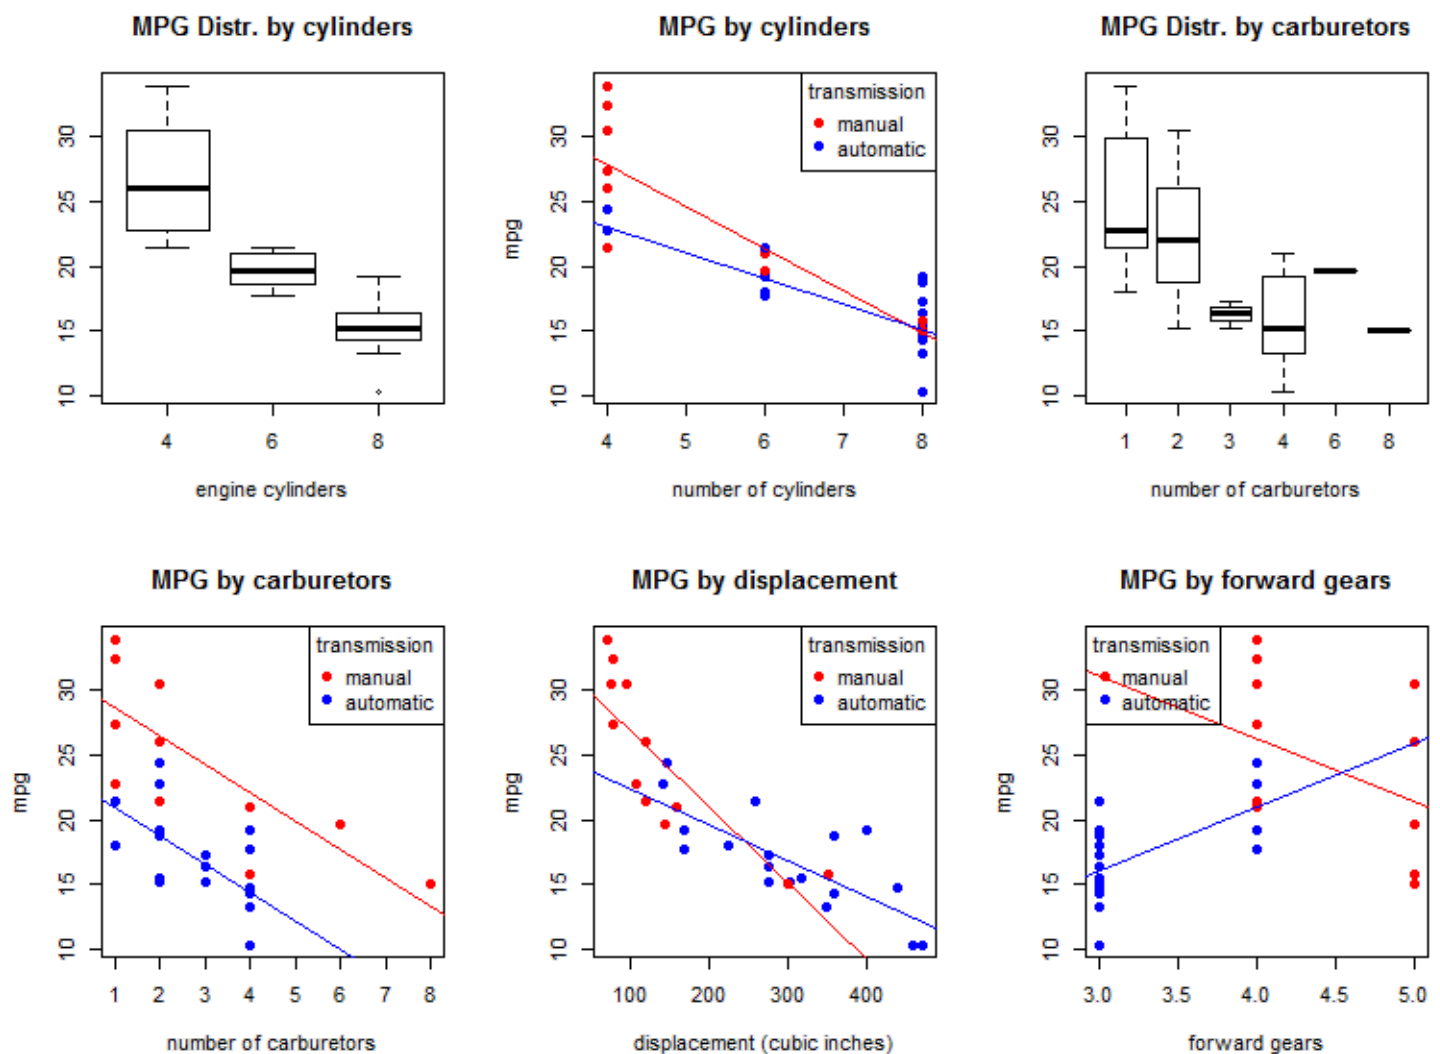 MPG Distr. by cylinders
30
25
20
15
10
4 6 8
engine cylinders
MPG by cylinders
transmission
manual
automatic
mpg
30
25
20
15
10
4 5 6 7 8
number of cylinders
MPG Distr. by carburetors
30
25
20
15
10
1 2 3 4 6 8
number of carburetors
MPG by carburetors
transmission
manual
automatic
mpg
30
25
20
15
10
1 2 3 4 5 6 7 8
number of carburetors
MPG by displacement
transmission
manual
automatic
mpg
30
25
20
15
10
100 200 300 400
displacement (cubic inches)
MPG by forward gears
transmission
manual
automatic
mpg
30
25
20
15
10
3.0 3.5 4.0 4.5 5.0
forward gears